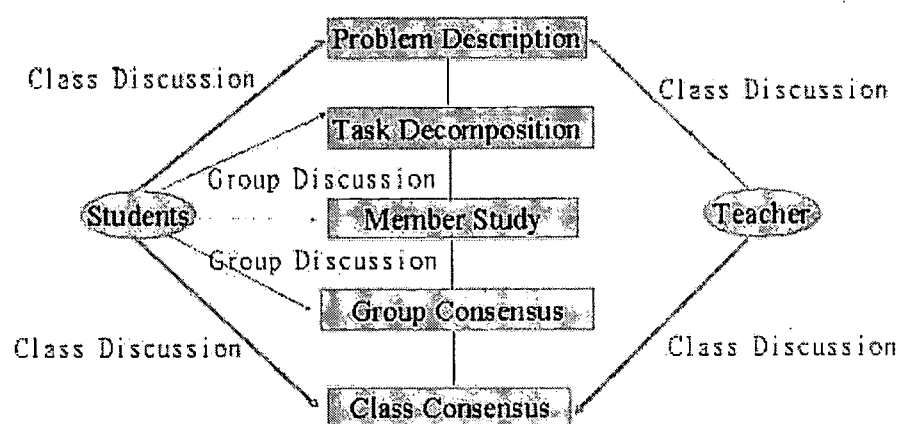 Problem Description
Class Discussion
Class Discussion
Task Decomposition
Group Discussion
Students
Member Study
Teacher
Group Discussion
Group Consensus
Class Discussion
Class Discussion
Class Consensus